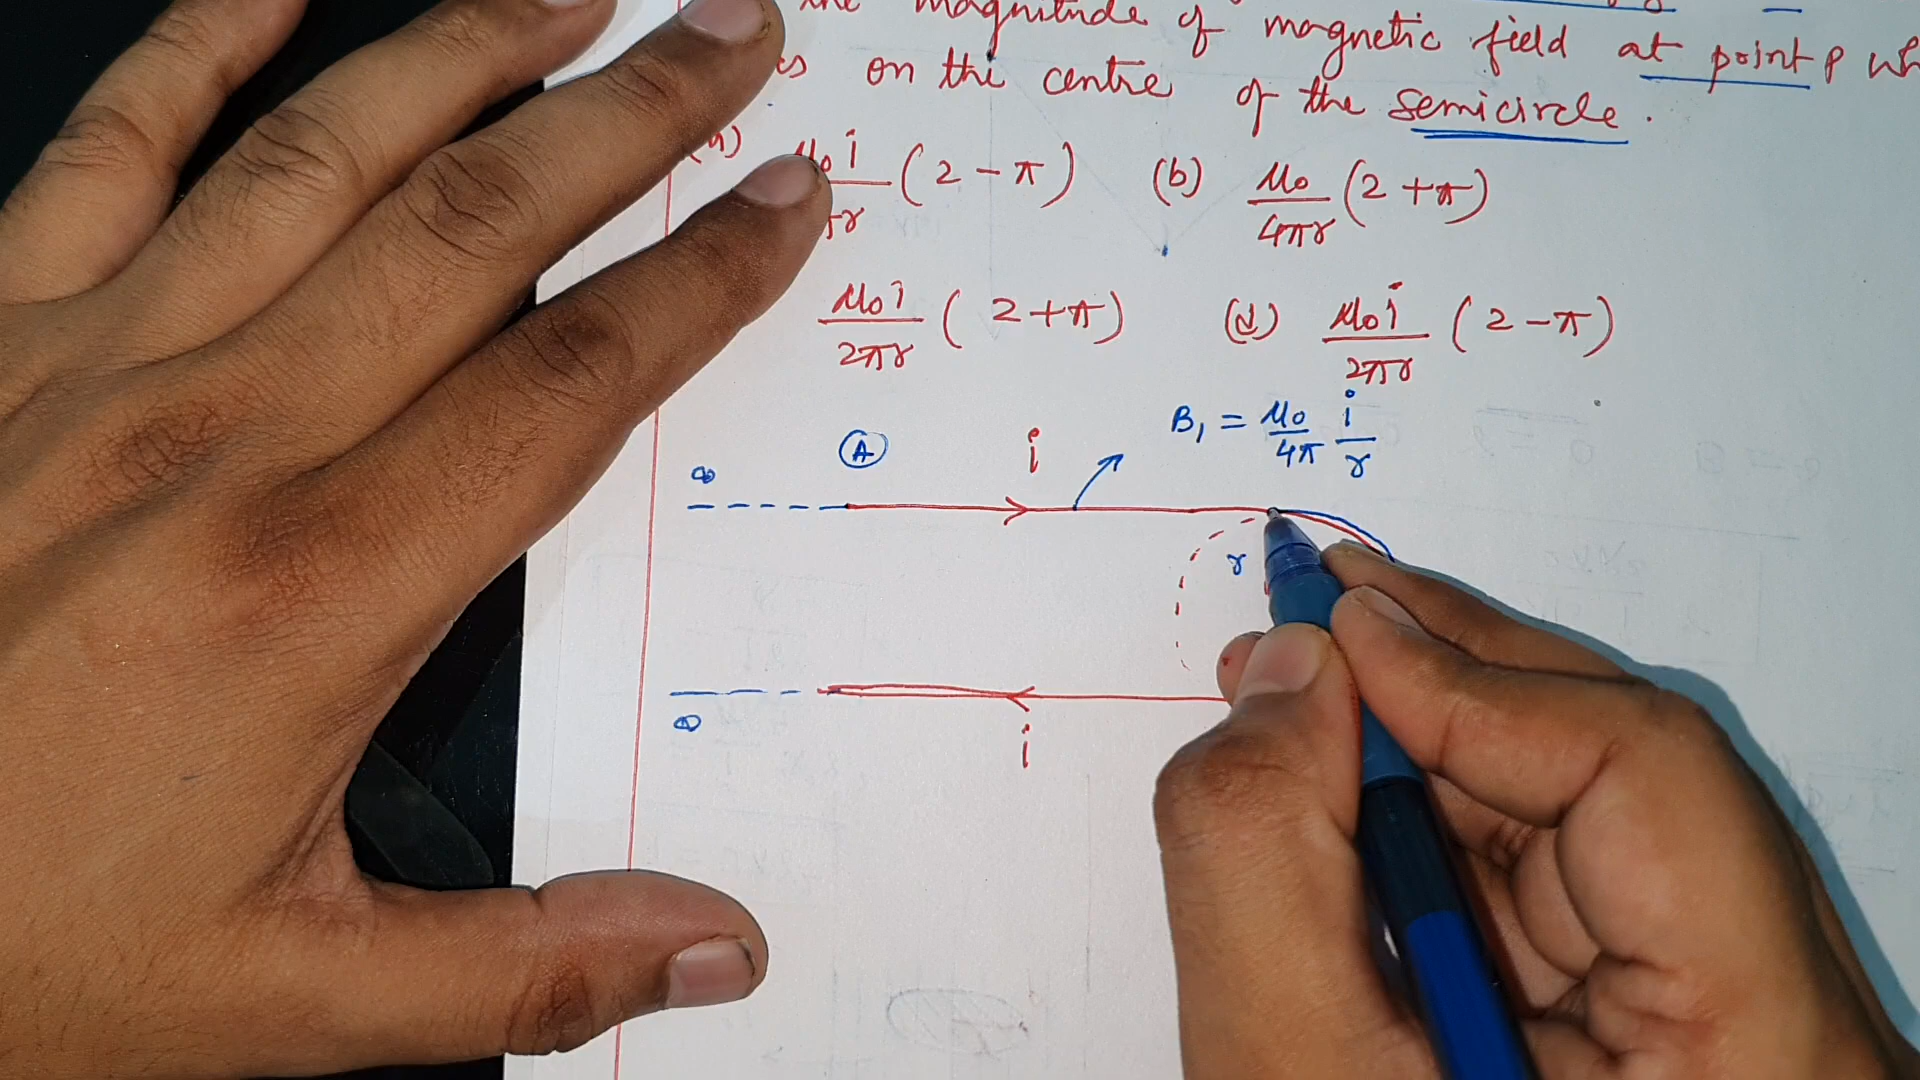 magnitude of magnetic field at point P
is on the centre of the semicircle.
(2 - π) (b) μ0/4πr (2 + π)
μ0i/2πr (2 + π) (d) μ0i/2πr (2 - π)
B1 = μ0/4π i/r
∞ A i
r
i